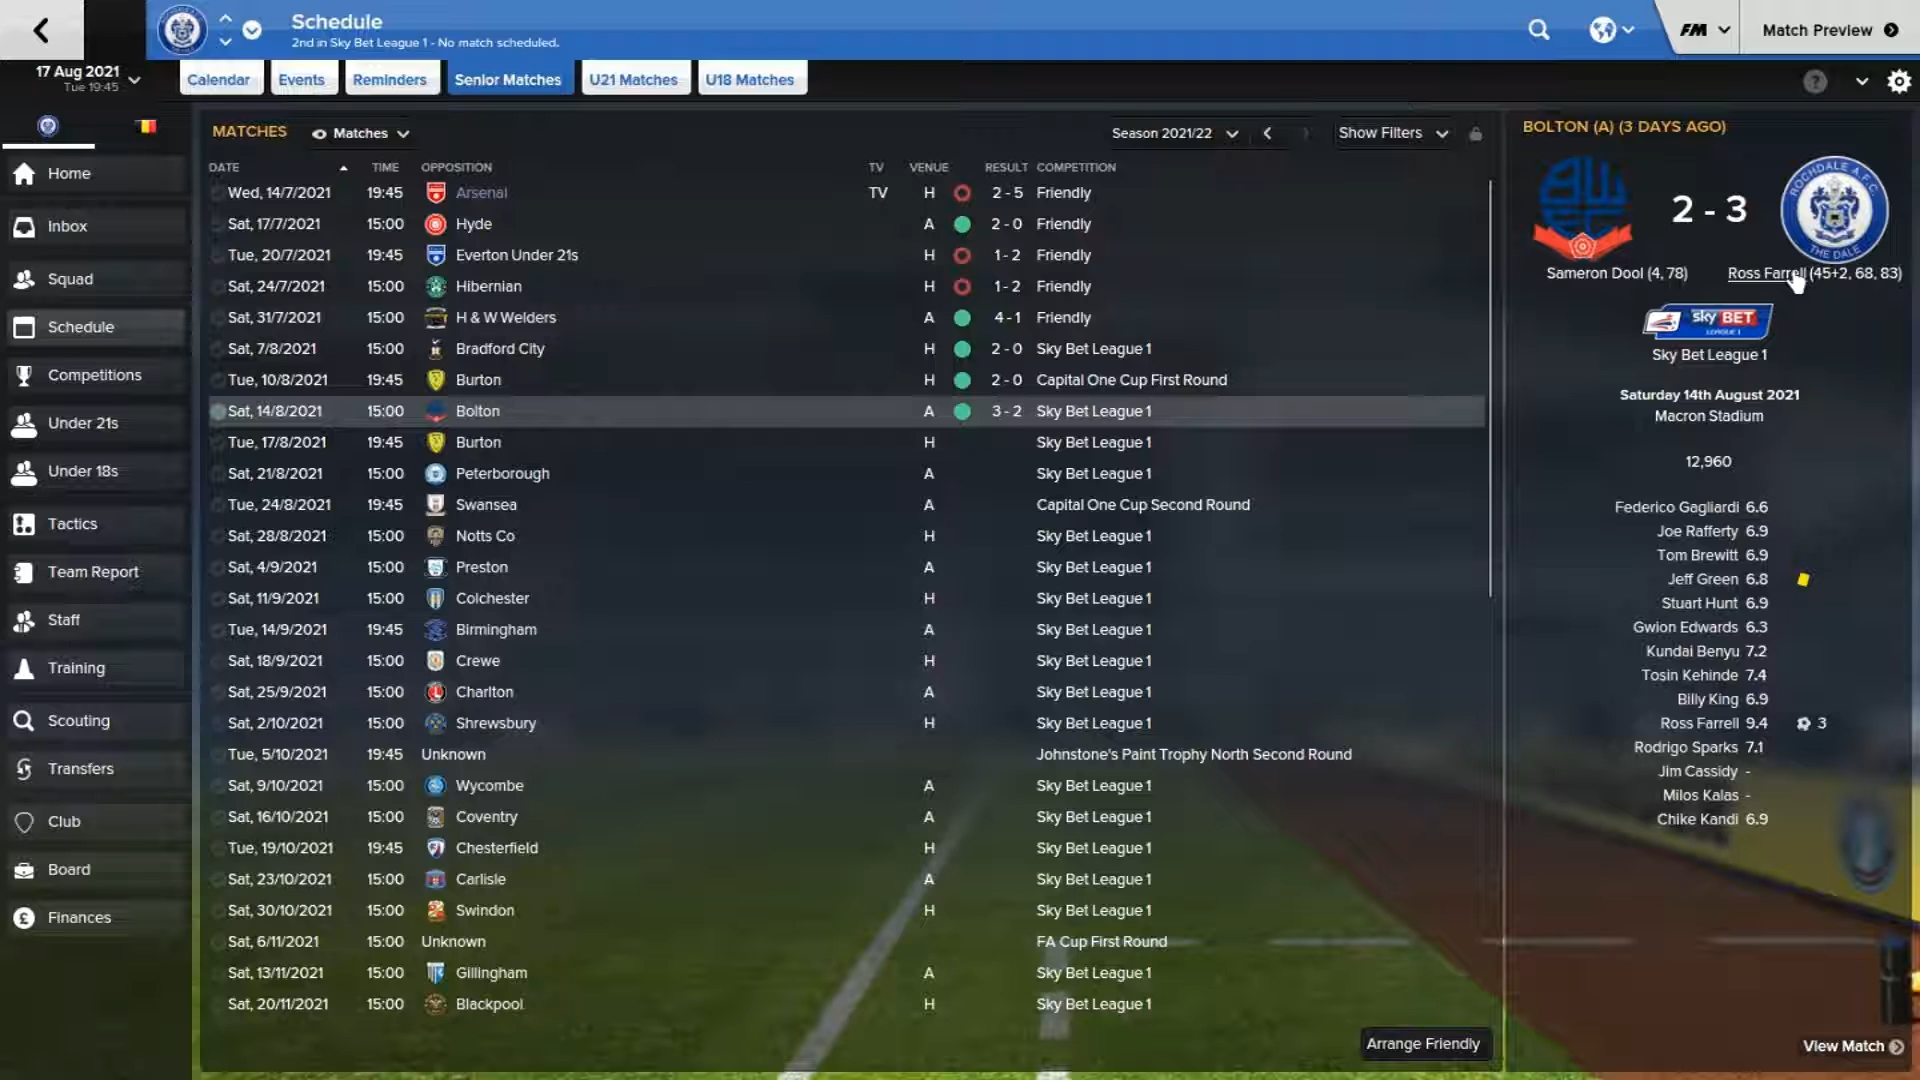 Schedule
2nd in Sky Bet League 1 - No match scheduled.
FM
Match Preview
17 Aug 2021
Tue 19:45
Calendar Events Reminders Senior Matches U21 Matches U18 Matches
Home
Inbox
Squad
Schedule
Competitions
Under 21s
Under 18s
Tactics
Team Report
Staff
Training
Scouting
Transfers
Club
Board
Finances
MATCHES Matches Season 2021/22 Show Filters
DATE TIME OPPOSITION TV VENUE RESULT COMPETITION
Wed, 14/7/2021 19:45 Arsenal TV H 2 - 5 Friendly
Sat, 17/7/2021 15:00 Hyde A 2 - 0 Friendly
Tue, 20/7/2021 19:45 Everton Under 21s H 1 - 2 Friendly
Sat, 24/7/2021 15:00 Hibernian H 1 - 2 Friendly
Sat, 31/7/2021 15:00 H & W Welders A 4 - 1 Friendly
Sat, 7/8/2021 15:00 Bradford City H 2 - 0 Sky Bet League 1
Tue, 10/8/2021 19:45 Burton H 2 - 0 Capital One Cup First Round
Sat, 14/8/2021 15:00 Bolton A 3 - 2 Sky Bet League 1
Tue, 17/8/2021 19:45 Burton H Sky Bet League 1
Sat, 21/8/2021 15:00 Peterborough A Sky Bet League 1
Tue, 24/8/2021 19:45 Swansea A Capital One Cup Second Round
Sat, 28/8/2021 15:00 Notts Co H Sky Bet League 1
Sat, 4/9/2021 15:00 Preston A Sky Bet League 1
Sat, 11/9/2021 15:00 Colchester H Sky Bet League 1
Tue, 14/9/2021 19:45 Birmingham A Sky Bet League 1
Sat, 18/9/2021 15:00 Crewe H Sky Bet League 1
Sat, 25/9/2021 15:00 Charlton A Sky Bet League 1
Sat, 2/10/2021 15:00 Shrewsbury H Sky Bet League 1
Tue, 5/10/2021 19:45 Unknown Johnstone's Paint Trophy North Second Round
Sat, 9/10/2021 15:00 Wycombe A Sky Bet League 1
Sat, 16/10/2021 15:00 Coventry A Sky Bet League 1
Tue, 19/10/2021 19:45 Chesterfield H Sky Bet League 1
Sat, 23/10/2021 15:00 Carlisle A Sky Bet League 1
Sat, 30/10/2021 15:00 Swindon H Sky Bet League 1
Sat, 6/11/2021 15:00 Unknown FA Cup First Round
Sat, 13/11/2021 15:00 Gillingham A Sky Bet League 1
Sat, 20/11/2021 15:00 Blackpool H Sky Bet League 1
Arrange Friendly
BOLTON (A) (3 DAYS AGO)
2 - 3
ROCHDALE A.F.C.
THE DALE
Sameron Dool (4, 78) Ross Farrell (45+2, 68, 83)
sky BET
LEAGUE 1
Sky Bet League 1
Saturday 14th August 2021
Macron Stadium
12,960
Federico Gagliardi 6.6
Joe Rafferty 6.9
Tom Brewitt 6.9
Jeff Green 6.8
Stuart Hunt 6.9
Gwion Edwards 6.3
Kundai Benyu 7.2
Tosin Kehinde 7.4
Billy King 6.9
Ross Farrell 9.4 3
Rodrigo Sparks 7.1
Jim Cassidy -
Milos Kalas -
Chike Kandi 6.9
View Match